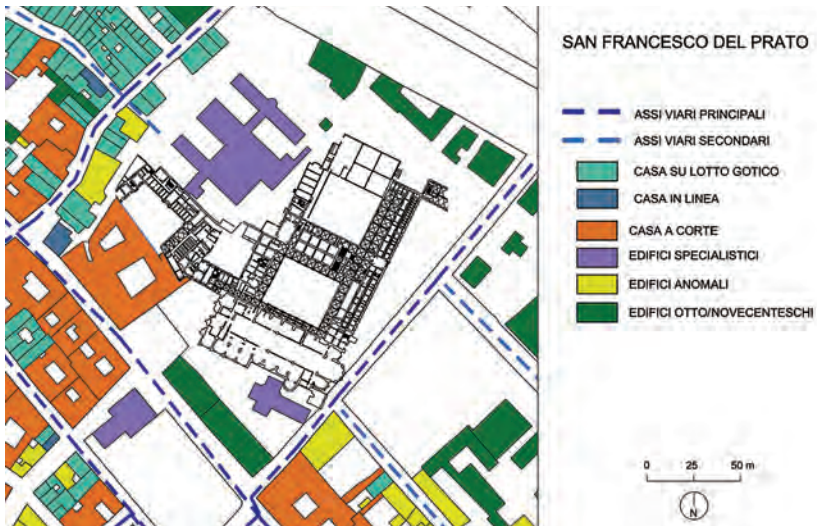 SAN FRANCESCO DEL PRATO
ASSI VIARI PRINCIPALI
ASSI VIARI SECONDARI
CASA SU LOTTO GOTICO
CASA IN LINEA
CASA A CORTE
EDIFICI SPECIALISTICI
EDIFICI ANOMALI
EDIFICI OTTO/NOVECENTESCHI
0 25 50 m
N